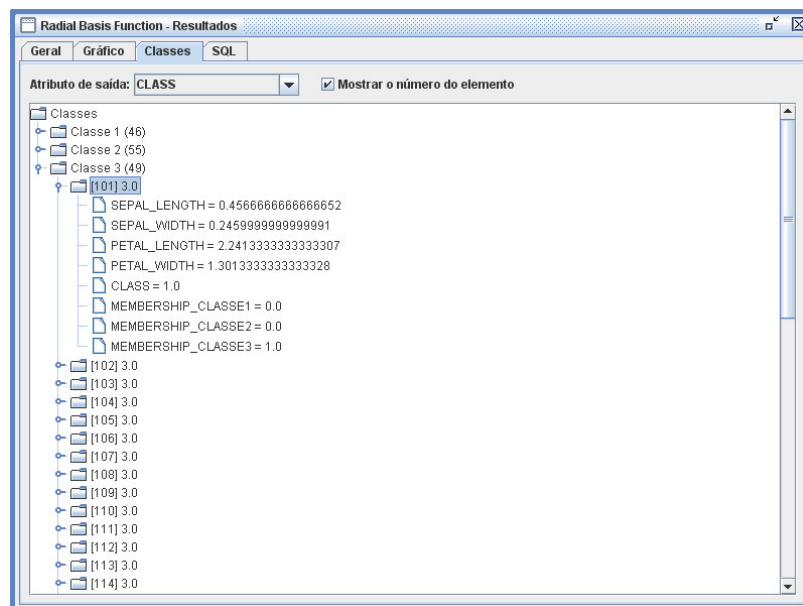 Radial Basis Function - Resultados
Geral Gráfico Classes SQL
Atributo de saída: CLASS Mostrar o número do elemento
Classes
Classe 1 (46)
Classe 2 (55)
Classe 3 (49)
[101] 3.0
SEPAL_LENGTH = 0.4566666666666652
SEPAL_WIDTH = 0.2459999999999991
PETAL_LENGTH = 2.2413333333333307
PETAL_WIDTH = 1.3013333333333328
CLASS = 1.0
MEMBERSHIP_CLASSE1 = 0.0
MEMBERSHIP_CLASSE2 = 0.0
MEMBERSHIP_CLASSE3 = 1.0
[102] 3.0
[103] 3.0
[104] 3.0
[105] 3.0
[106] 3.0
[107] 3.0
[108] 3.0
[109] 3.0
[110] 3.0
[111] 3.0
[112] 3.0
[113] 3.0
[114] 3.0